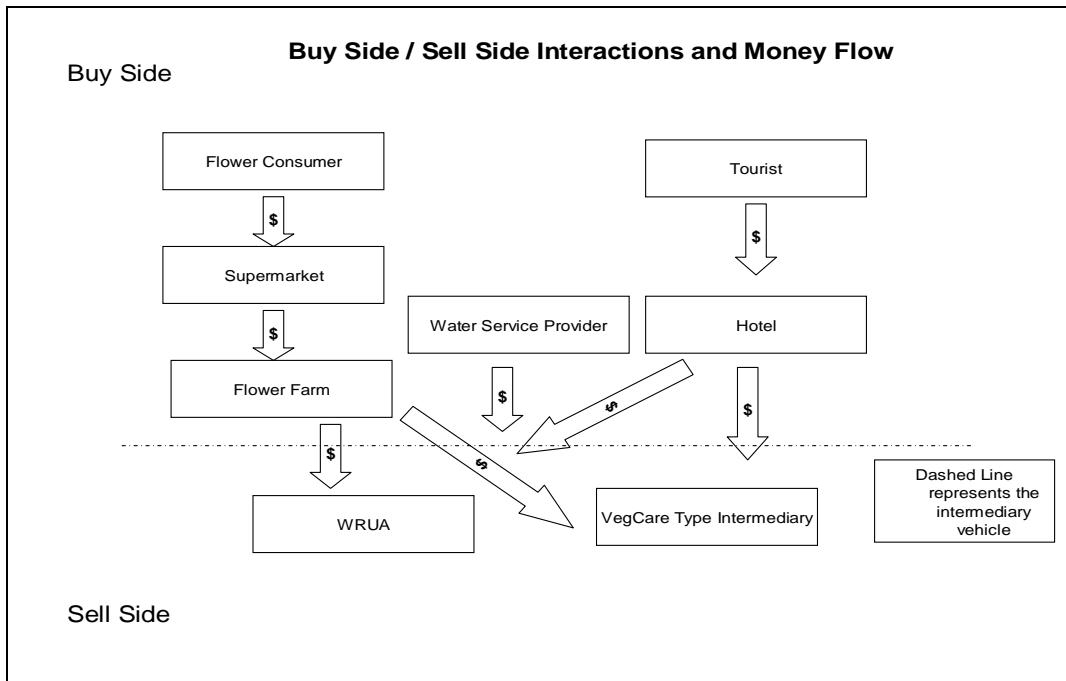 Buy Side / Sell Side Interactions and Money Flow
Buy Side
Flower Consumer
Tourist
$
$
Supermarket
Water Service Provider
Hotel
$
Flower Farm
$
$
$
$
$
Dashed Line
represents the
intermediary
vehicle
WRUA
VegCare Type Intermediary
Sell Side